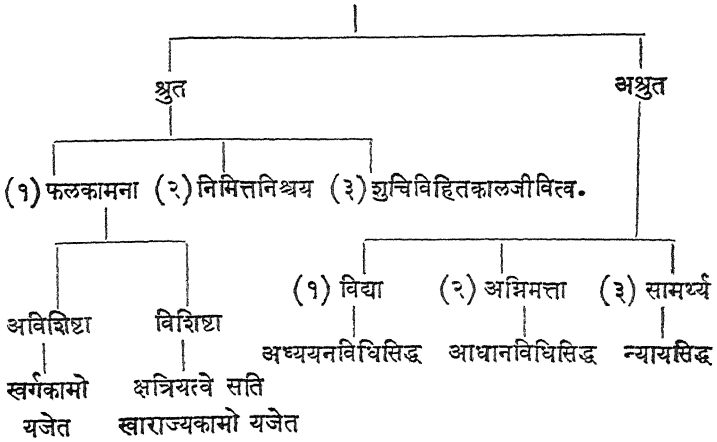 श्रुत अश्रुत
(१) फलकामना (२) निमित्तनिश्चय (३) शुचिविहितकालजीवित्व.
(१) विद्या (२) अग्निमत्ता (३) सामर्थ्य
अविशिष्टा विशिष्टा
अध्ययनविधिसिद्ध आधानविधिसिद्ध न्यायसिद्ध
स्वर्गकामो क्षत्रियत्वे सति
यजेत स्वाराज्यकामो यजेत